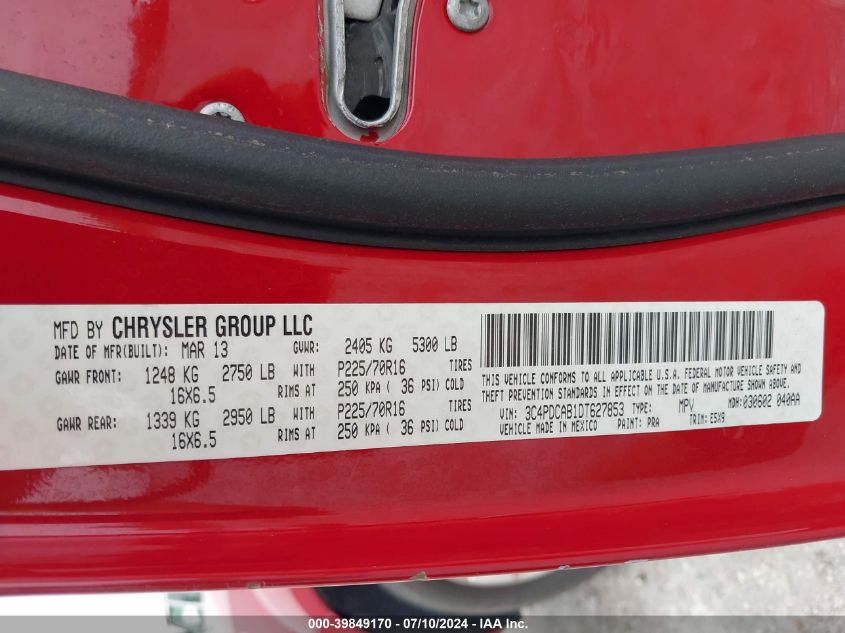 MFD BY CHRYSLER GROUP LLC
DATE OF MFR(BUILT): MAR 13 GVWR: 2405 KG 5300 LB
GAWR FRONT: 1248 KG 2750 LB P225/70R16 TIRES
16X6.5 RIMS AT 250 KPA ( 36 PSI) COLD
GAWR REAR: 1339 KG 2950 LB P225/70R16 TIRES
16X6.5 RIMS AT 250 KPA ( 36 PSI) COLD
THIS VEHICLE CONFORMS TO ALL APPLICABLE U.S.A. FEDERAL MOTOR VEHICLE SAFETY AND
THEFT PREVENTION STANDARDS IN EFFECT ON THE DATE OF MANUFACTURE SHOWN ABOVE.
VIN: 3C4PDCAB1DT627853 TYPE: MPV MDH: 030602 040AA
VEHICLE MADE IN MEXICO PAINT: PRA TRIM: E5X9
000-39849170 / 07/10/2024 - IAA Inc.